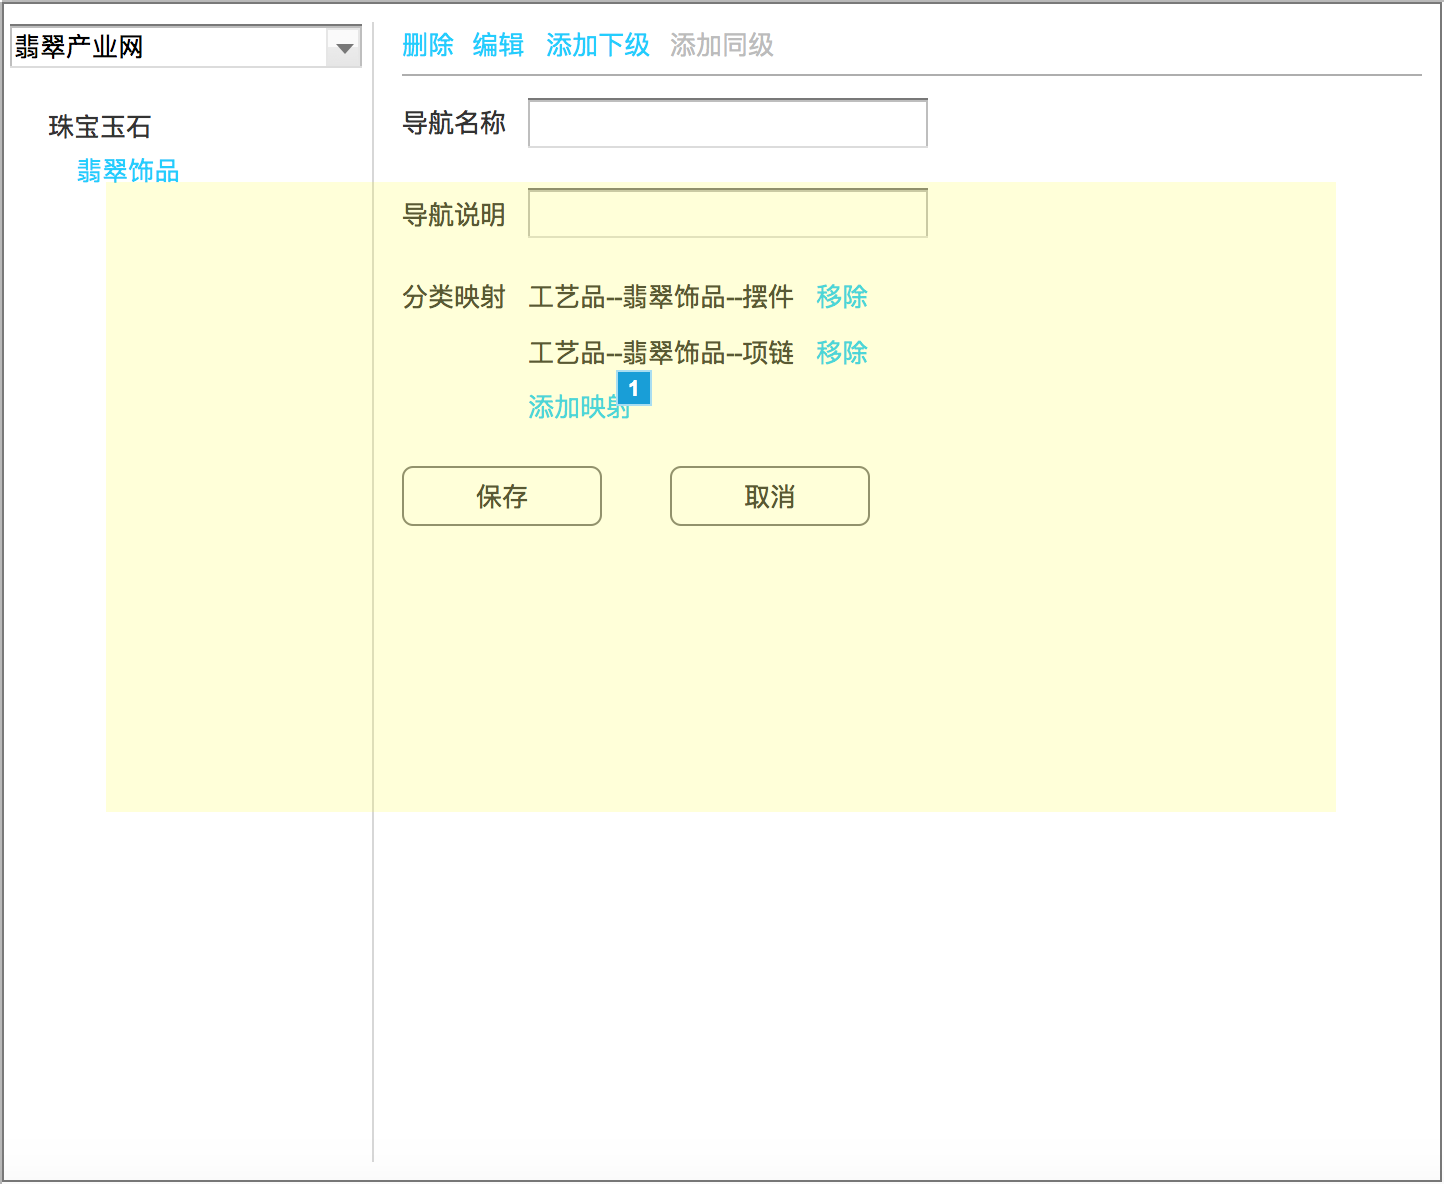 翡翠产业网
珠宝玉石
翡翠饰品
删除 编辑 添加下级 添加同级
导航名称
导航说明
分类映射 工艺品--翡翠饰品--摆件 移除
工艺品--翡翠饰品--项链 移除
1
添加映射
保存 取消